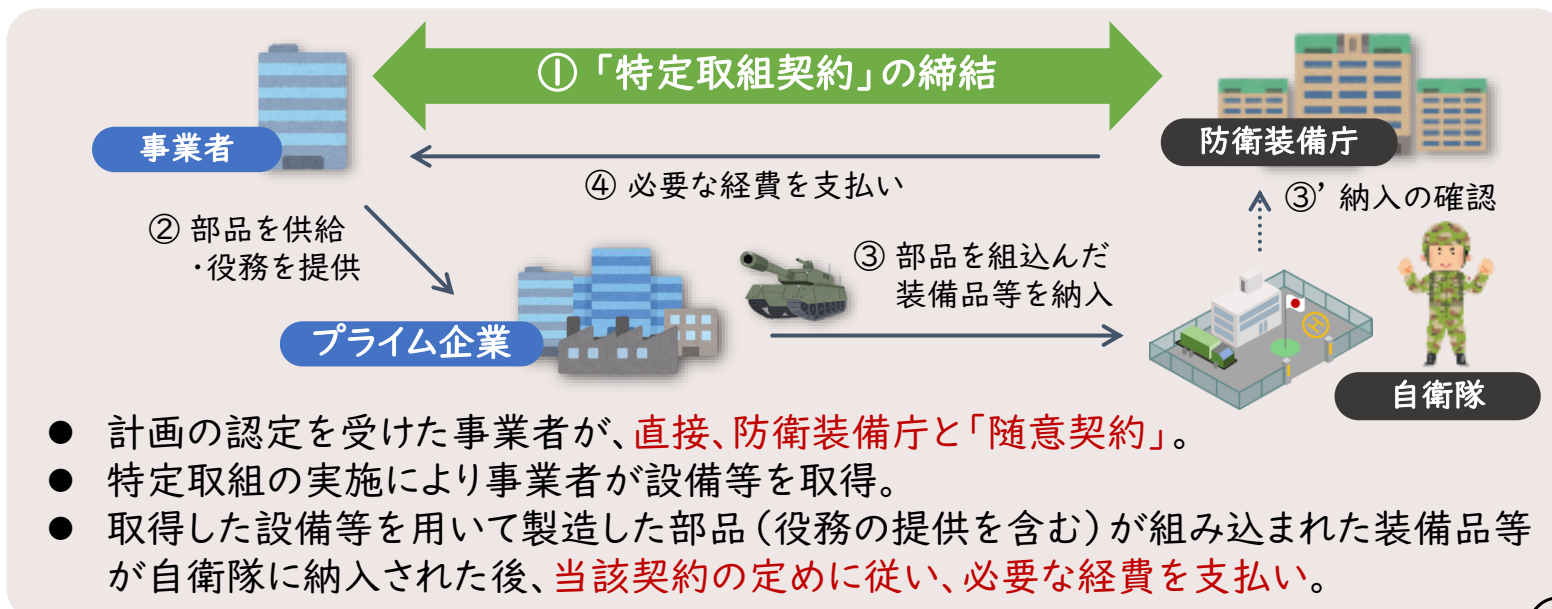 ①「特定取組契約」の締結
事業者
防衛装備庁
④ 必要な経費を支払い
③’ 納入の確認
② 部品を供給
・役務を提供
③ 部品を組込んだ
装備品等を納入
プライム企業
自衛隊
● 計画の認定を受けた事業者が、直接、防衛装備庁と「随意契約」。
● 特定取組の実施により事業者が設備等を取得。
● 取得した設備等を用いて製造した部品（役務の提供を含む）が組み込まれた装備品等
が自衛隊に納入された後、当該契約の定めに従い、必要な経費を支払い。
H